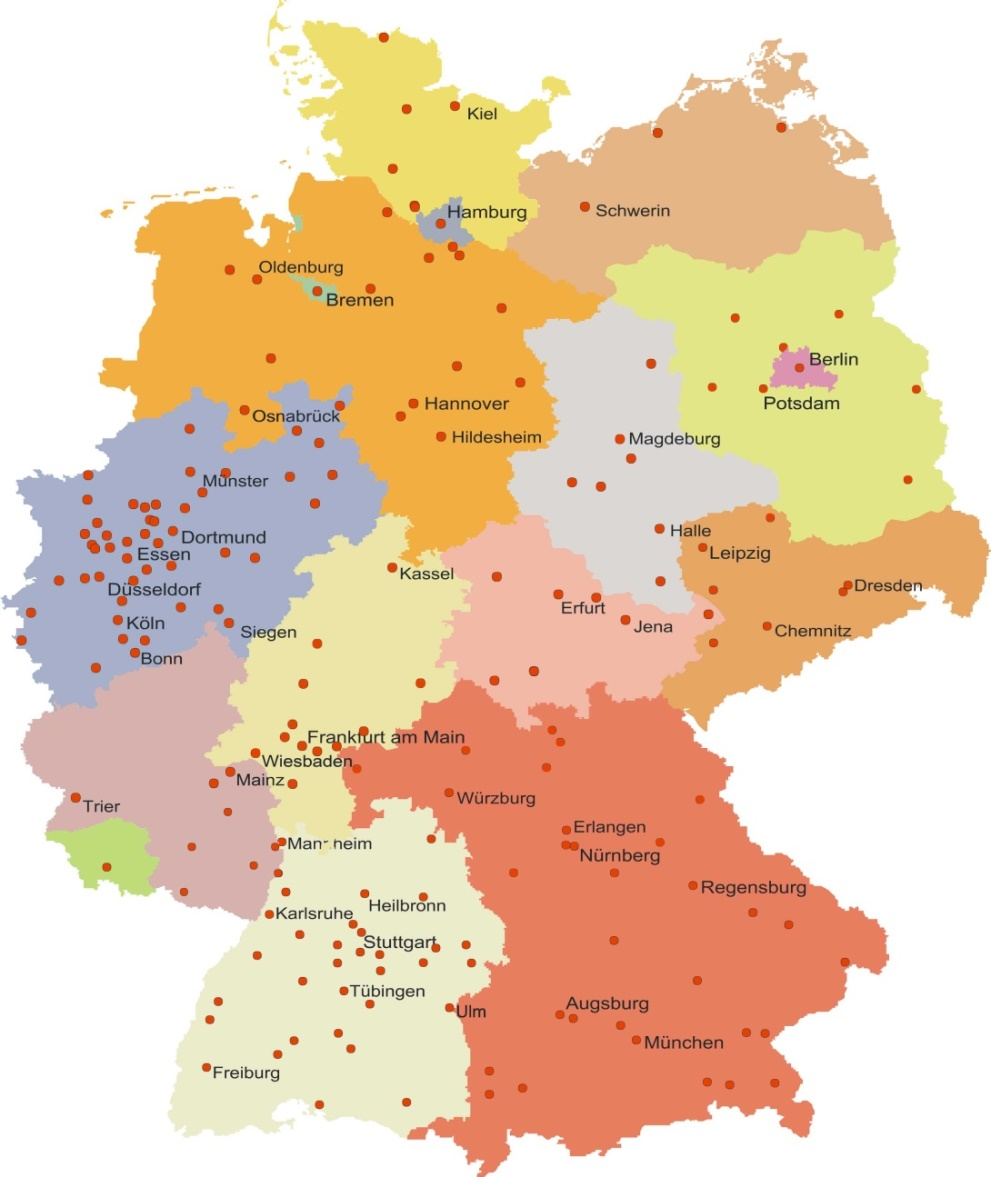 Kiel
Hamburg
Schwerin
Oldenburg
Bremen
Berlin
Potsdam
Hannover
Osnabrück
Hildesheim
Magdeburg
Münster
Halle
Dortmund
Leipzig
Essen
Kassel
Düsseldorf
Dresden
Erfurt
Köln
Jena
Siegen
Chemnitz
Bonn
Frankfurt am Main
Wiesbaden
Mainz
Würzburg
Trier
Erlangen
Mannheim
Nürnberg
Regensburg
Heilbronn
Karlsruhe
Stuttgart
Tübingen
Augsburg
Ulm
München
Freiburg